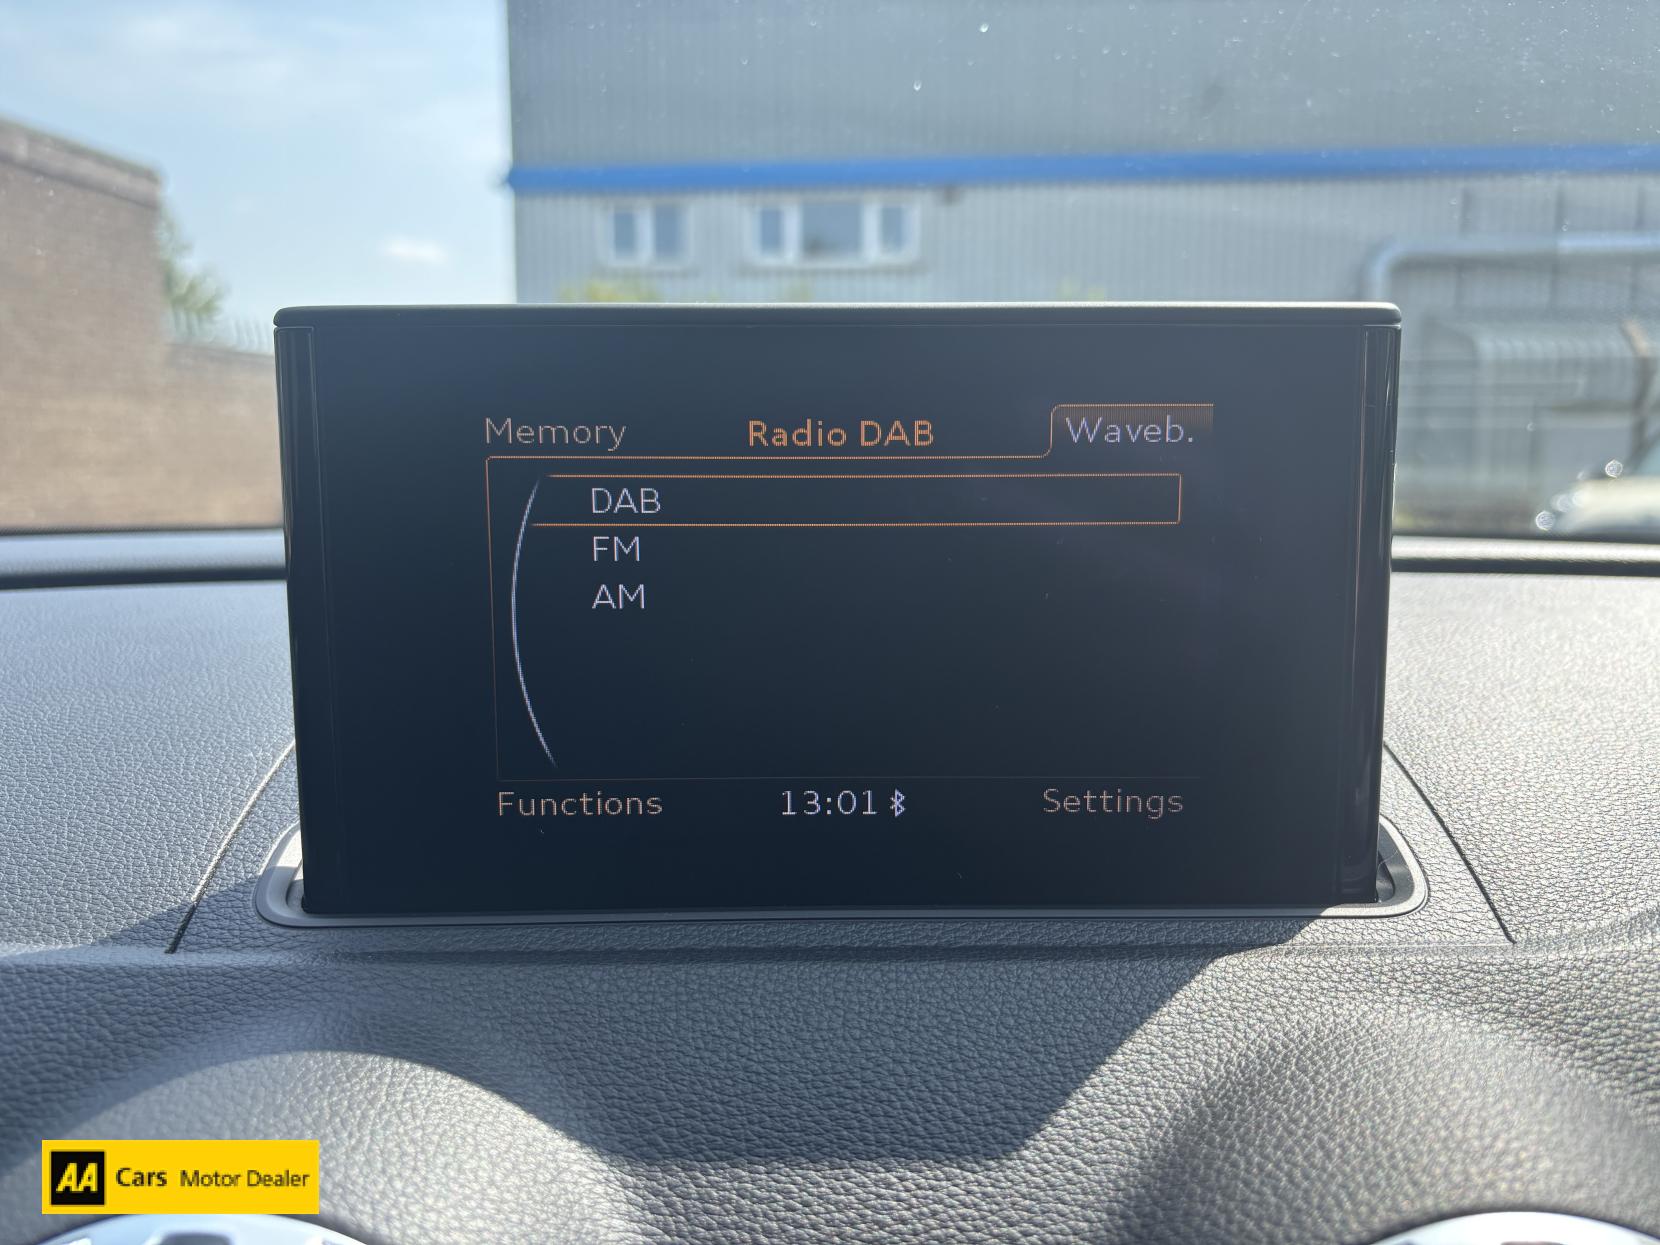 Memory Radio DAB Waveb.
DAB
FM
AM
Functions 13:01 Settings
AA Cars Motor Dealer